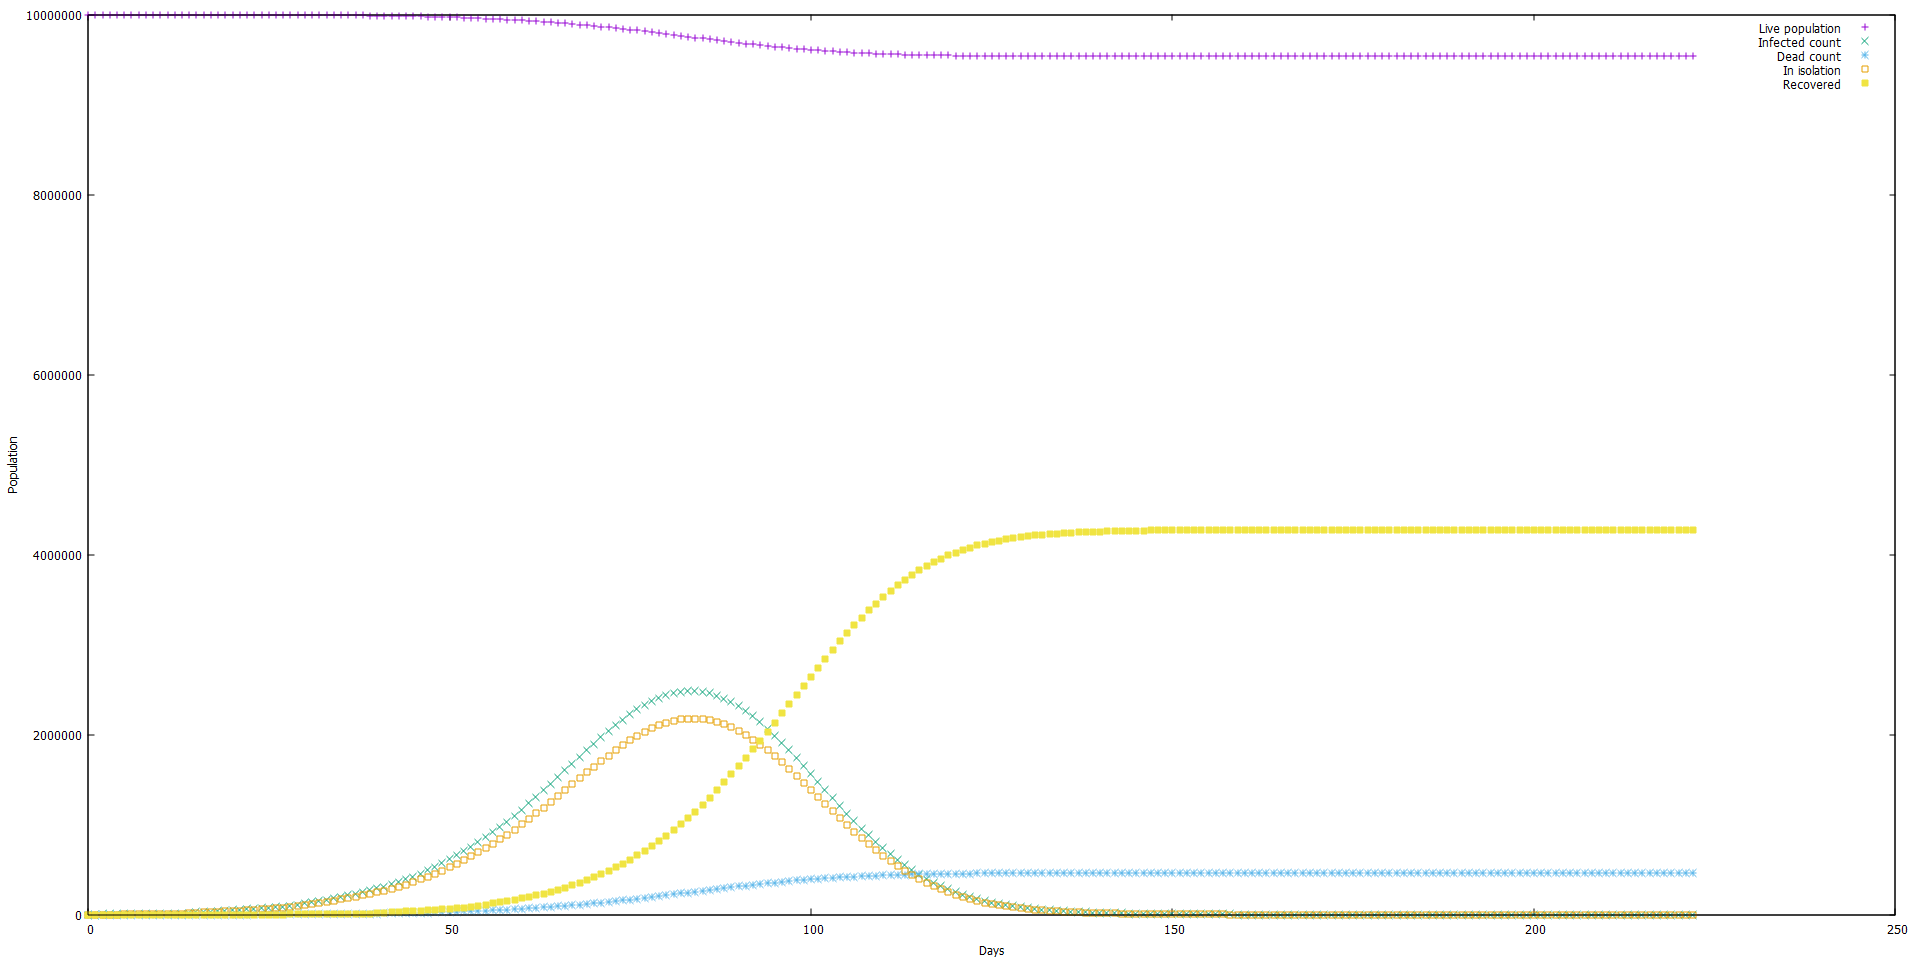 10000000
8000000
6000000
4000000
2000000
0
Population
0 50 100 150 200 250
Days
Live population
Infected count
Dead count
In isolation
Recovered